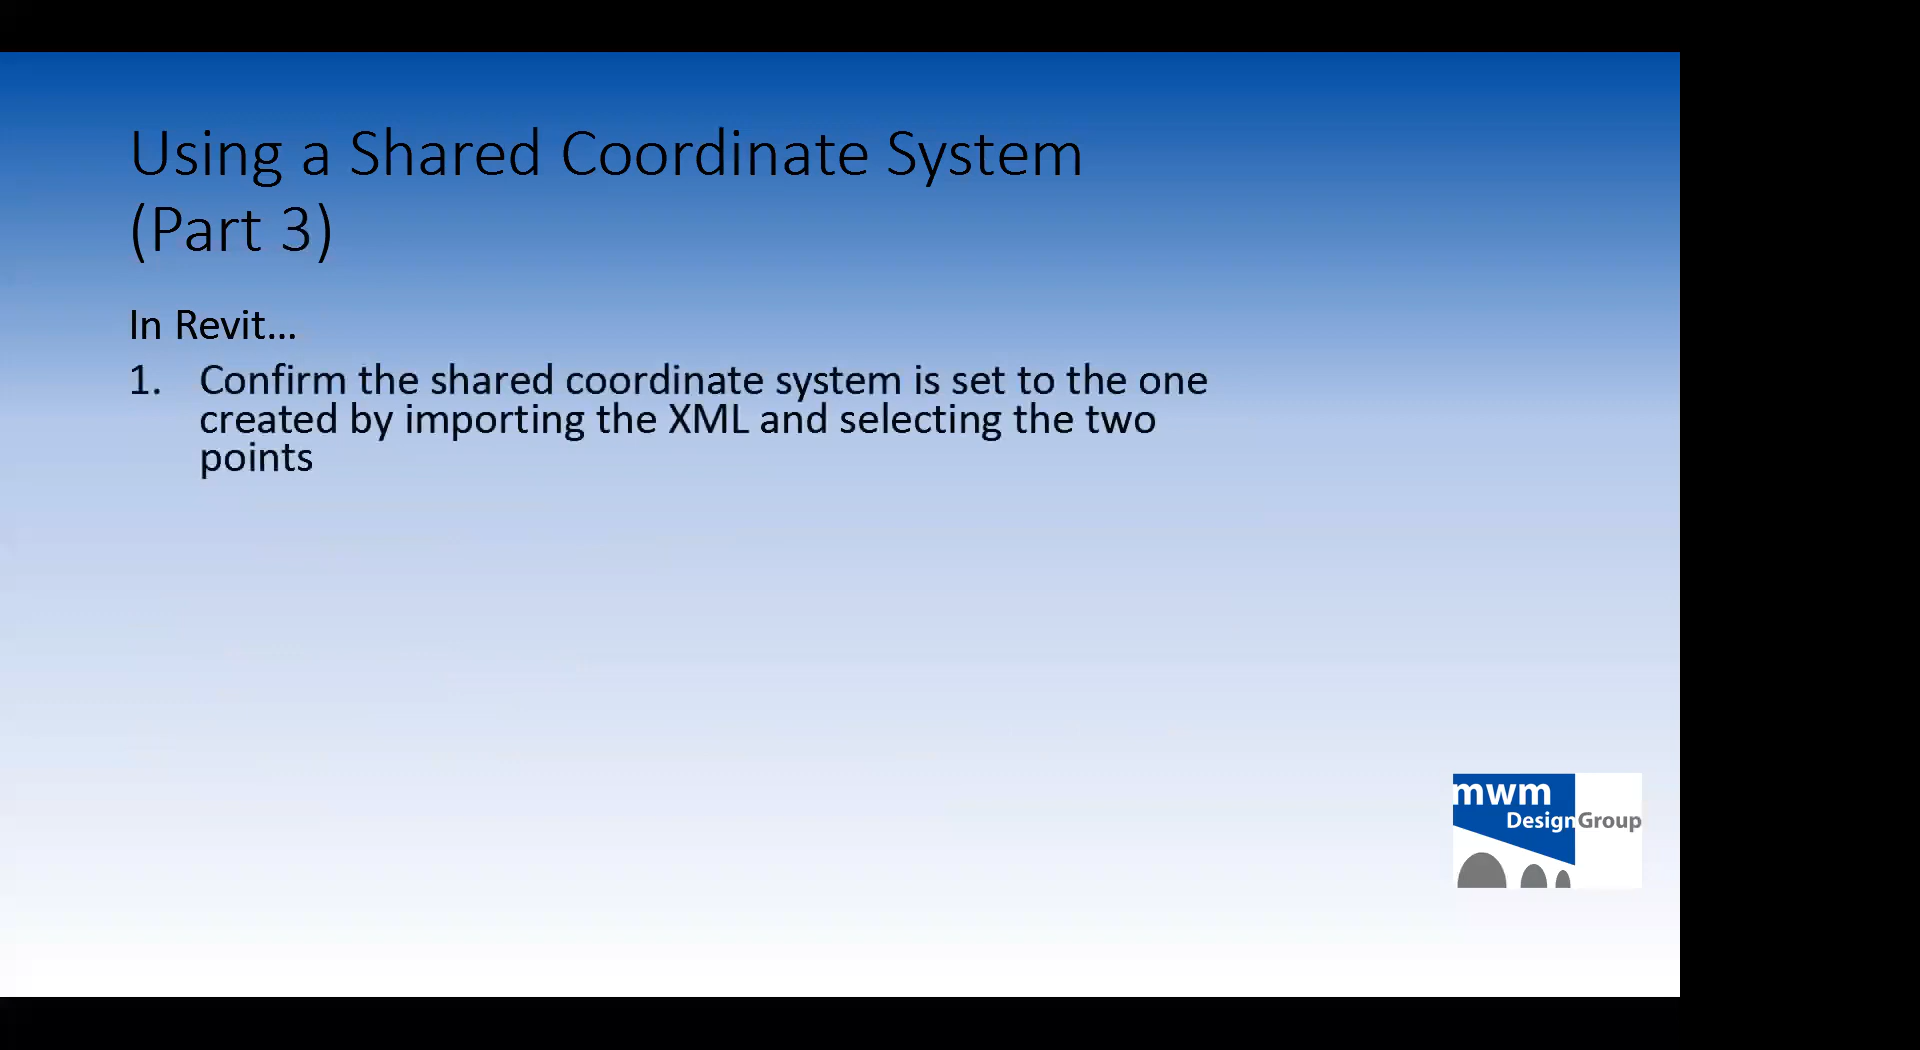 Using a Shared Coordinate System
(Part 3)
In Revit...
1. Confirm the shared coordinate system is set to the one
created by importing the XML and selecting the two
points
mwm
DesignGroup